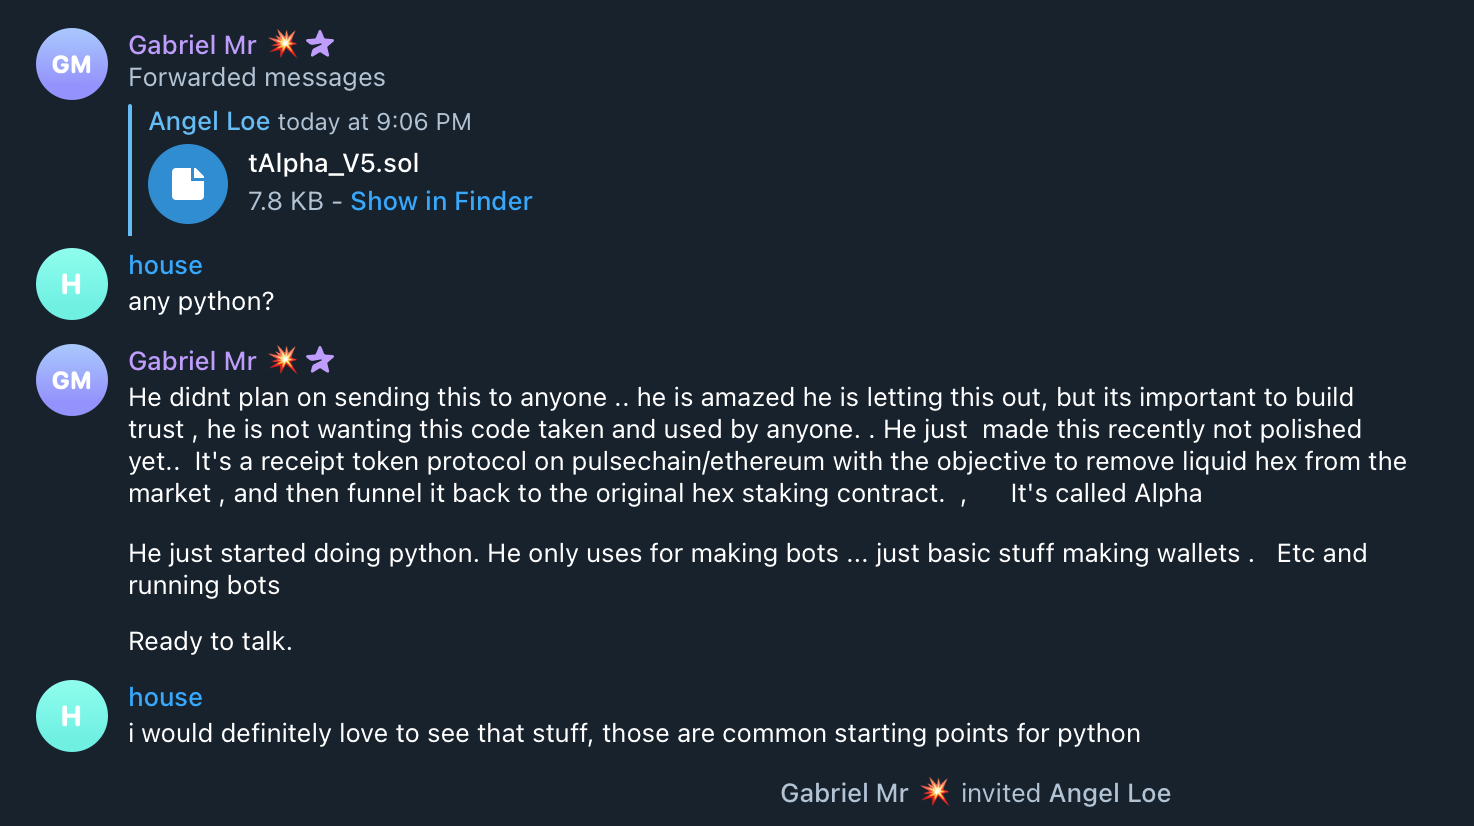 GM
Gabriel Mr 💥
Forwarded messages
Angel Loe today at 9:06 PM
tAlpha_V5.sol
7.8 KB - Show in Finder
H
house
any python?
GM
Gabriel Mr 💥
He didnt plan on sending this to anyone .. he is amazed he is letting this out, but its important to build
trust , he is not wanting this code taken and used by anyone. . He just  made this recently not polished
yet..  It's a receipt token protocol on pulsechain/ethereum with the objective to remove liquid hex from the
market , and then funnel it back to the original hex staking contract.  ,      It's called Alpha
He just started doing python. He only uses for making bots ... just basic stuff making wallets .   Etc and
running bots
Ready to talk.
H
house
i would definitely love to see that stuff, those are common starting points for python
Gabriel Mr 💥 invited Angel Loe